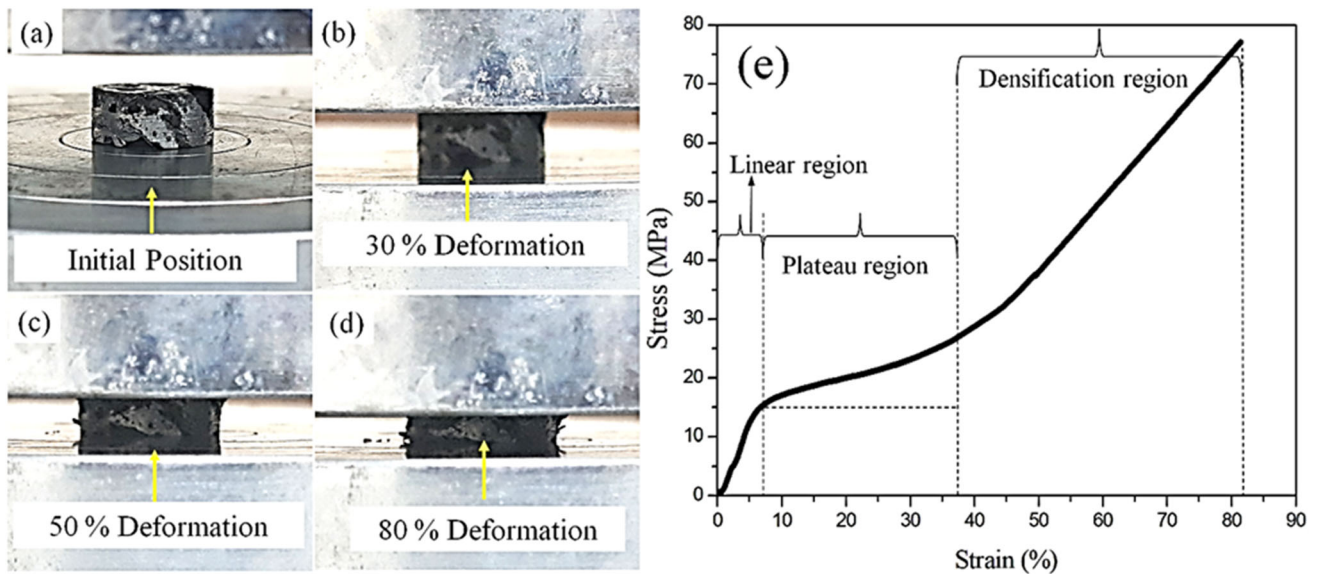 (a)
Initial Position
(b)
30 % Deformation
(c)
50 % Deformation
(d)
80 % Deformation
(e)
80
70
60
50
40
30
20
10
0
Stress (MPa)
Linear region
Plateau region
Densification region
0 10 20 30 40 50 60 70 80 90
Strain (%)